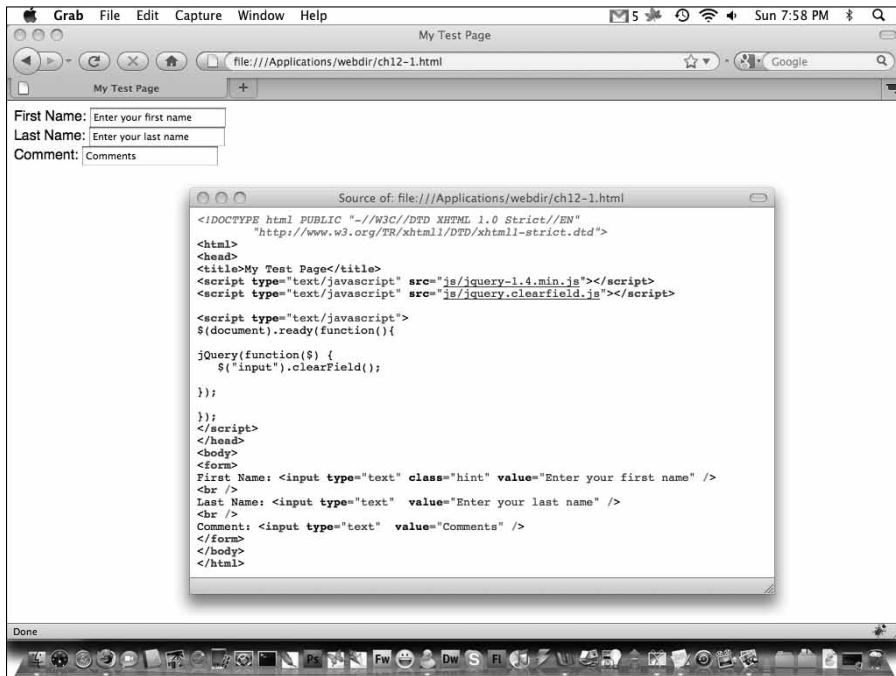 Grab File Edit Capture Window Help 5 Sun 7:58 PM
My Test Page
file:///Applications/webdir/ch12-1.html Google
My Test Page +
First Name: Enter your first name
Last Name: Enter your last name
Comment: Comments
Source of: file:///Applications/webdir/ch12-1.html
<!DOCTYPE html PUBLIC "-//W3C//DTD XHTML 1.0 Strict//EN"
"http://www.w3.org/TR/xhtml1/DTD/xhtml1-strict.dtd">
<html>
<head>
<title>My Test Page</title>
<script type="text/javascript" src="js/jquery-1.4.min.js"></script>
<script type="text/javascript" src="js/jquery.clearfield.js"></script>
<script type="text/javascript">
$(document).ready(function(){
jQuery(function($) {
$("input").clearField();
});
});
</script>
</head>
<body>
<form>
First Name: <input type="text" class="hint" value="Enter your first name" />
<br />
Last Name: <input type="text"  value="Enter your last name" />
<br />
Comment: <input type="text"  value="Comments" />
</form>
</body>
</html>
Done
Ps Fw Dw S Fl